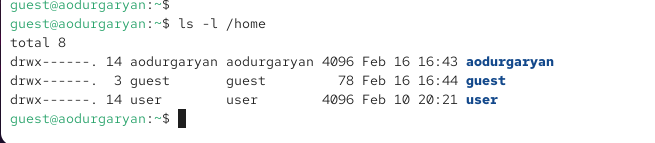 guest@aodurgaryan:~$
guest@aodurgaryan:~$ ls -l /home
total 8
drwx------. 14 aodurgaryan aodurgaryan 4096 Feb 16 16:43 aodurgaryan
drwx------.  3 guest       guest         78 Feb 16 16:44 guest
drwx------. 14 user        user        4096 Feb 10 20:21 user
guest@aodurgaryan:~$